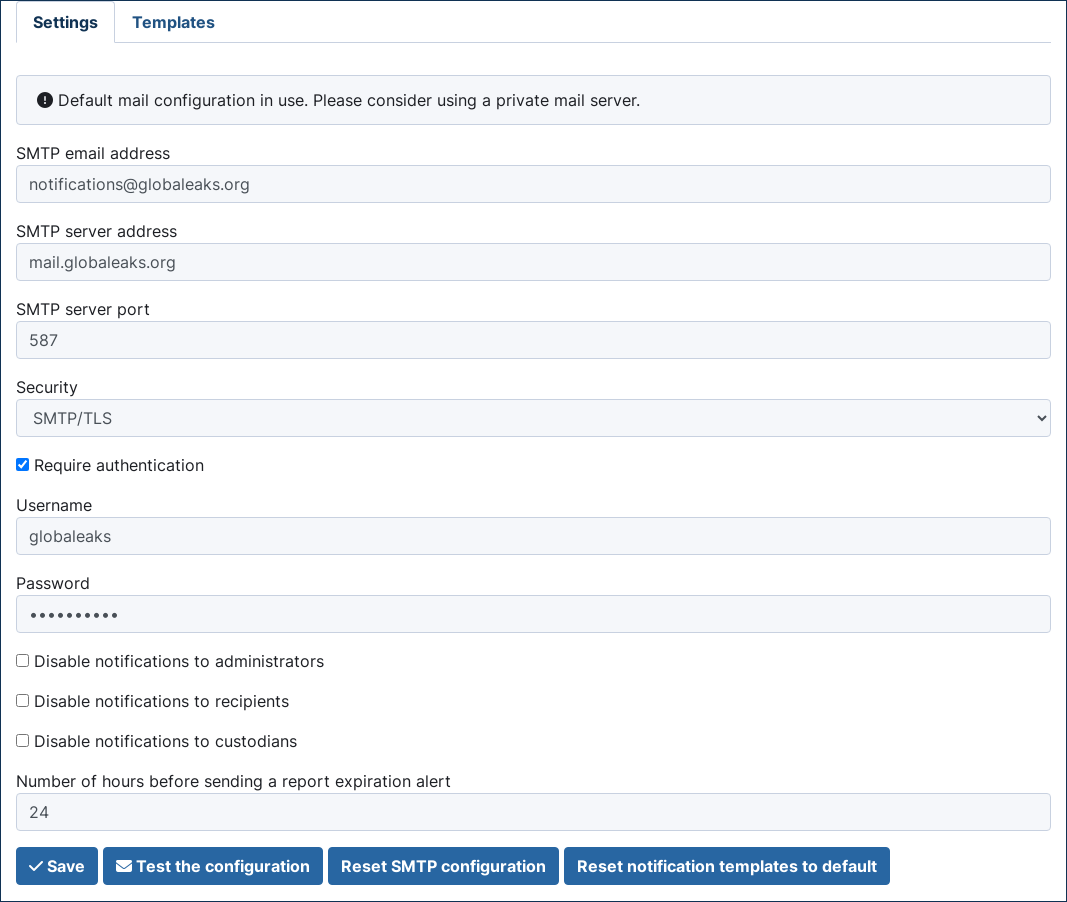 Settings Templates
Default mail configuration in use. Please consider using a private mail server.
SMTP email address
notifications@globaleaks.org
SMTP server address
mail.globaleaks.org
SMTP server port
587
Security
SMTP/TLS
Require authentication
Username
globaleaks
Password
••••••••••
Disable notifications to administrators
Disable notifications to recipients
Disable notifications to custodians
Number of hours before sending a report expiration alert
24
Save Test the configuration Reset SMTP configuration Reset notification templates to default